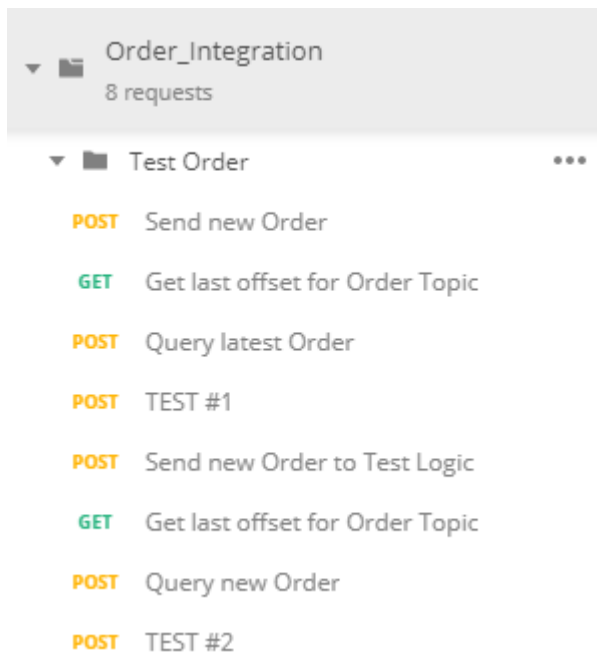 Order_Integration
8 requests
Test Order
POST Send new Order
GET Get last offset for Order Topic
POST Query latest Order
POST TEST #1
POST Send new Order to Test Logic
GET Get last offset for Order Topic
POST Query new Order
POST TEST #2